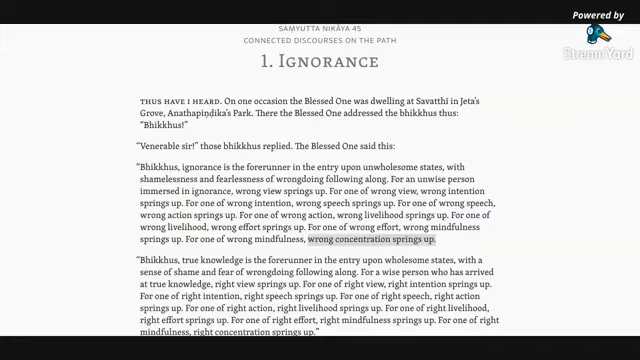 Powered by
StreamYard
SAṂYUTTA NIKĀYA 45
CONNECTED DISCOURSES ON THE PATH
1. IGNORANCE
THUS HAVE I HEARD. On one occasion the Blessed One was dwelling at Savatthī in Jeta's
Grove, Anathapiṇḍika's Park. There the Blessed One addressed the bhikkhus thus:
“Bhikkhus!”
“Venerable sir!” those bhikkhus replied. The Blessed One said this:
“Bhikkhus, ignorance is the forerunner in the entry upon unwholesome states, with
shamelessness and fearlessness of wrongdoing following along. For an unwise person
immersed in ignorance, wrong view springs up. For one of wrong view, wrong intention
springs up. For one of wrong intention, wrong speech springs up. For one of wrong speech,
wrong action springs up. For one of wrong action, wrong livelihood springs up. For one of
wrong livelihood, wrong effort springs up. For one of wrong effort, wrong mindfulness
springs up. For one of wrong mindfulness, wrong concentration springs up.
“Bhikkhus, true knowledge is the forerunner in the entry upon wholesome states, with a
sense of shame and fear of wrongdoing following along. For a wise person who has arrived
at true knowledge, right view springs up. For one of right view, right intention springs up.
For one of right intention, right speech springs up. For one of right speech, right action
springs up. For one of right action, right livelihood springs up. For one of right livelihood,
right effort springs up. For one of right effort, right mindfulness springs up. For one of right
mindfulness, right concentration springs up.”